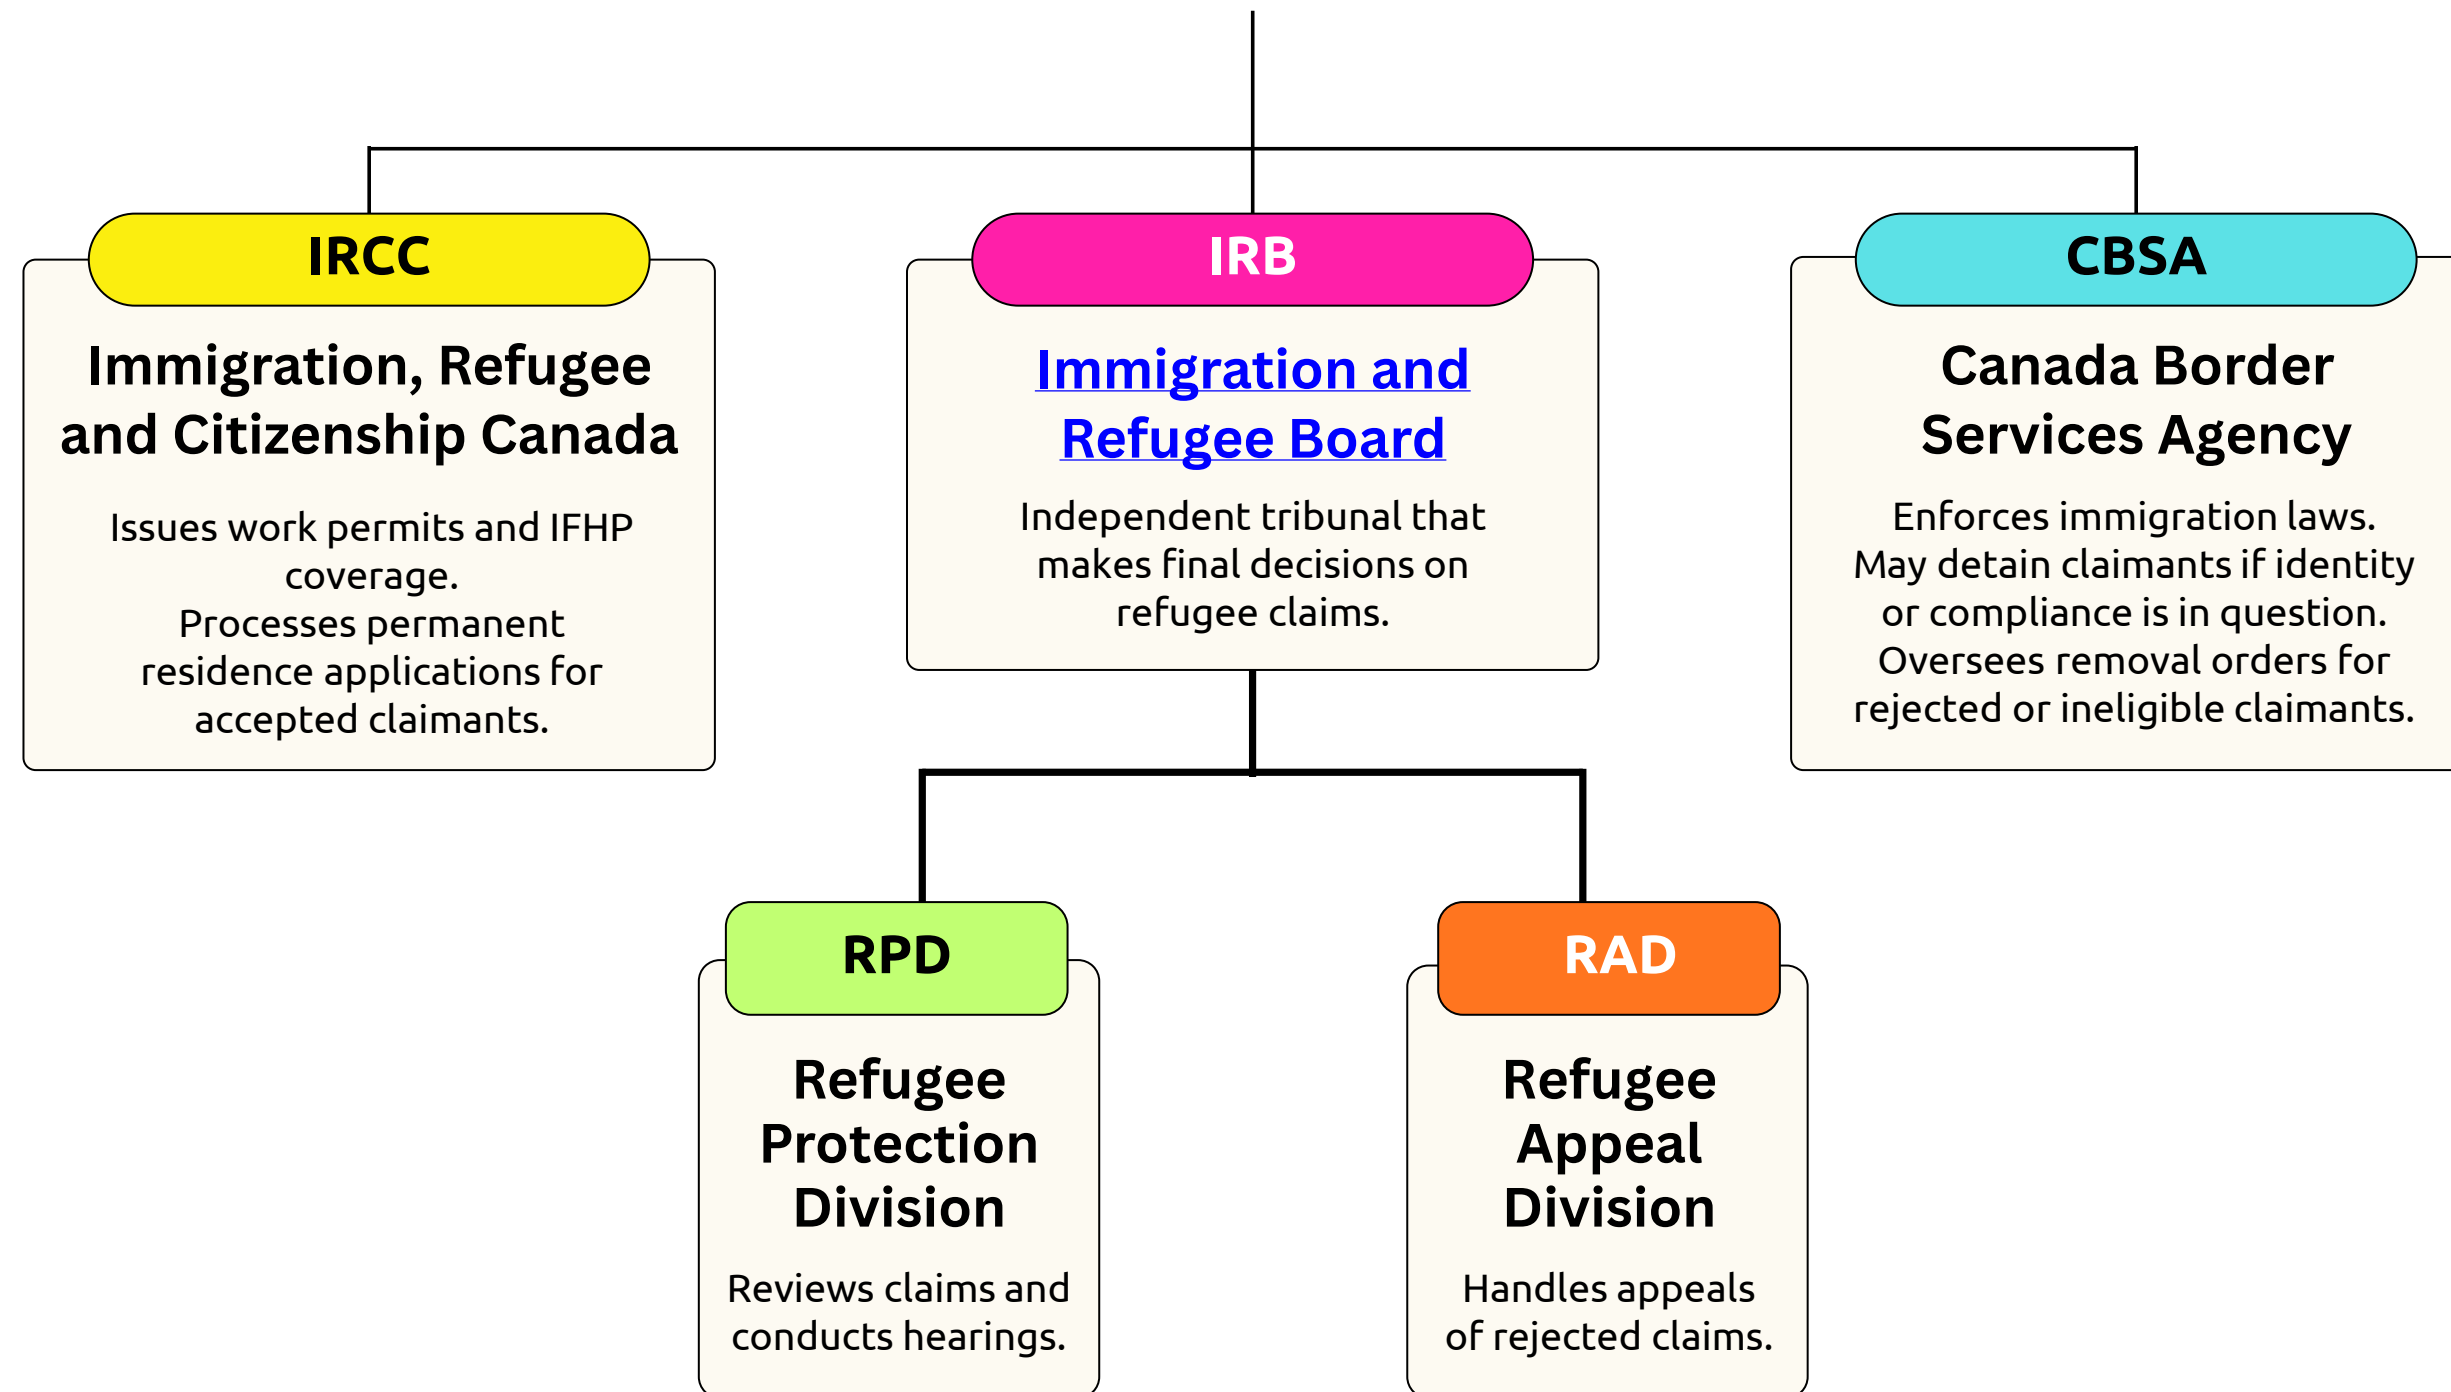 IRCC
Immigration, Refugee
and Citizenship Canada
Issues work permits and IFHP
coverage.
Processes permanent
residence applications for
accepted claimants.
IRB
Immigration and
Refugee Board
Independent tribunal that
makes final decisions on
refugee claims.
CBSA
Canada Border
Services Agency
Enforces immigration laws.
May detain claimants if identity
or compliance is in question.
Oversees removal orders for
rejected or ineligible claimants.
RPD
Refugee
Protection
Division
Reviews claims and
conducts hearings.
RAD
Refugee
Appeal
Division
Handles appeals
of rejected claims.